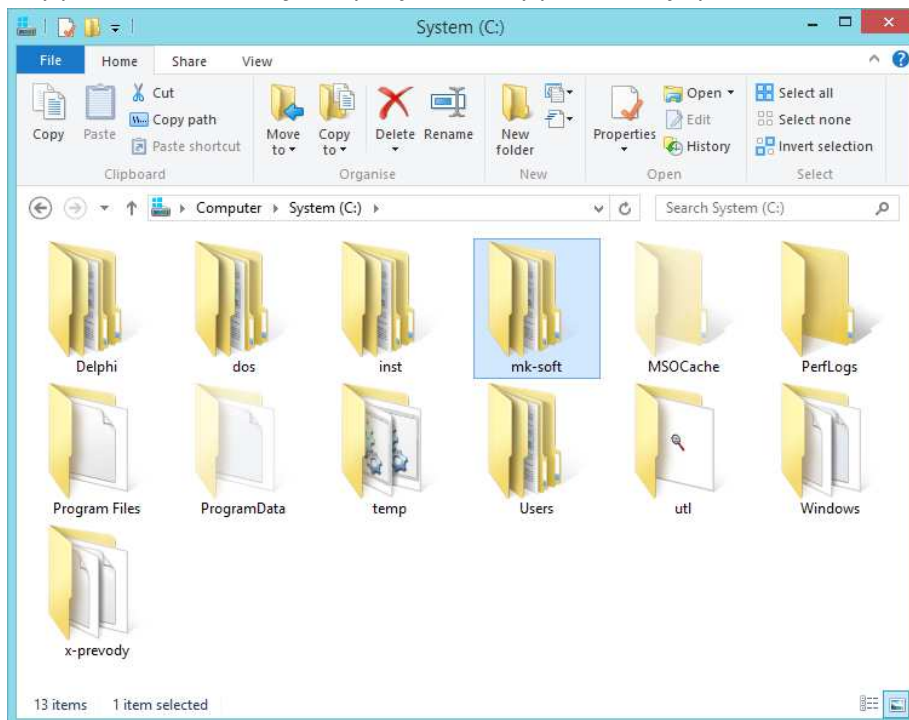 System (C:)
File Home Share View
Copy
Paste
Cut
Copy path
Paste shortcut
Clipboard
Move to
Copy to
Delete
Rename
Organise
New folder
New
Properties
Open
Edit
History
Open
Select all
Select none
Invert selection
Select
Computer System (C:)
Search System (C:)
Delphi dos inst mk-soft MSOCache PerfLogs
Program Files ProgramData temp Users utl Windows
x-prevody
13 items 1 item selected